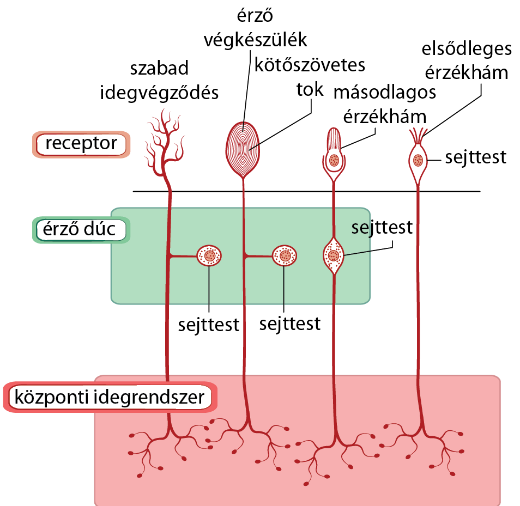 érző
végkészülék
szabad
idegvégződés
kötőszövetes
tok
másodlagos
érzékhám
elsődleges
érzékhám
receptor
sejttest
érző dúc
sejttest
sejttest
sejttest
központi idegrendszer